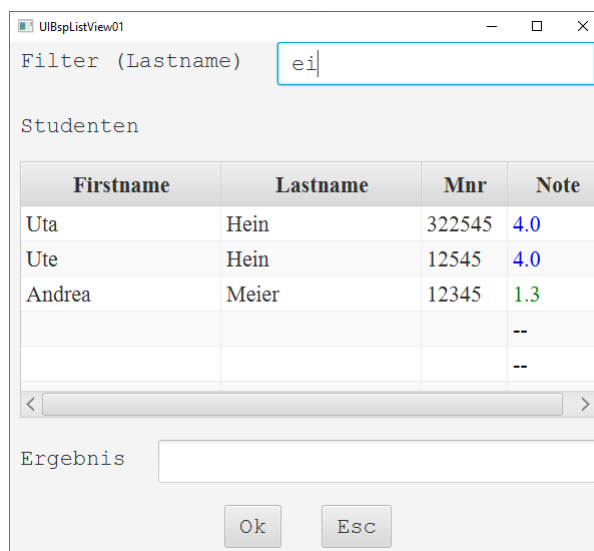 UIBspListView01
Filter (Lastname) ei
Studenten
Firstname Lastname Mnr Note
Uta Hein 322545 4.0
Ute Hein 12545 4.0
Andrea Meier 12345 1.3
--
--
Ergebnis
Ok Esc